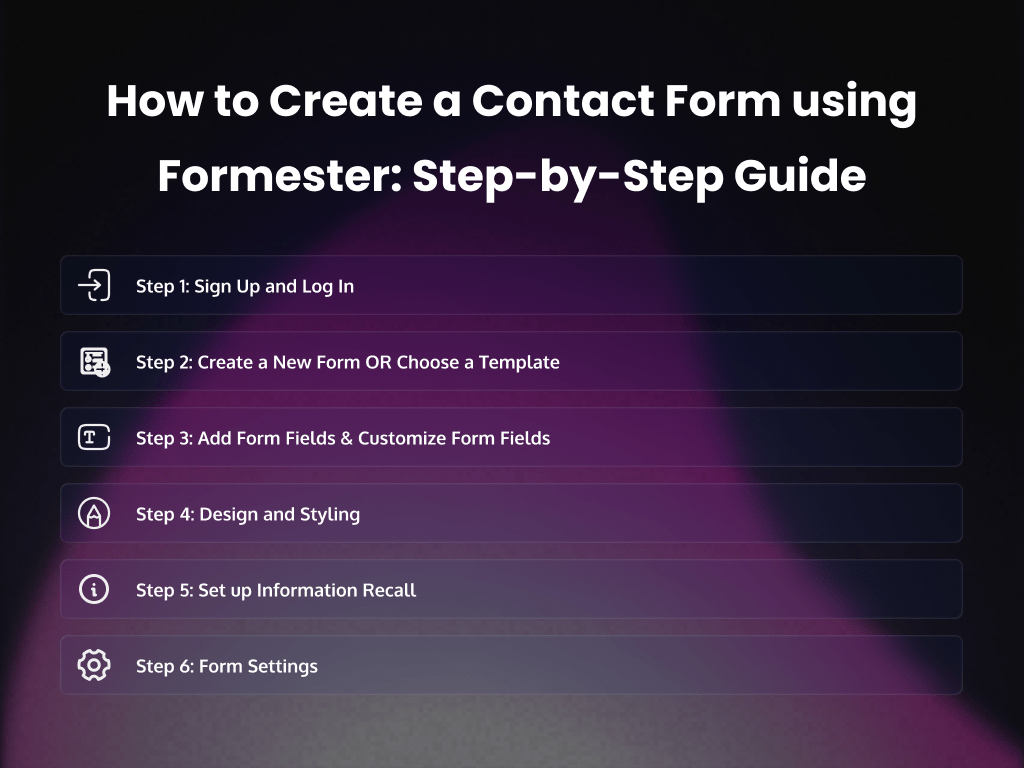 How to Create a Contact Form using
Formester: Step-by-Step Guide
Step 1: Sign Up and Log In
Step 2: Create a New Form OR Choose a Template
Step 3: Add Form Fields & Customize Form Fields
Step 4: Design and Styling
Step 5: Set up Information Recall
Step 6: Form Settings